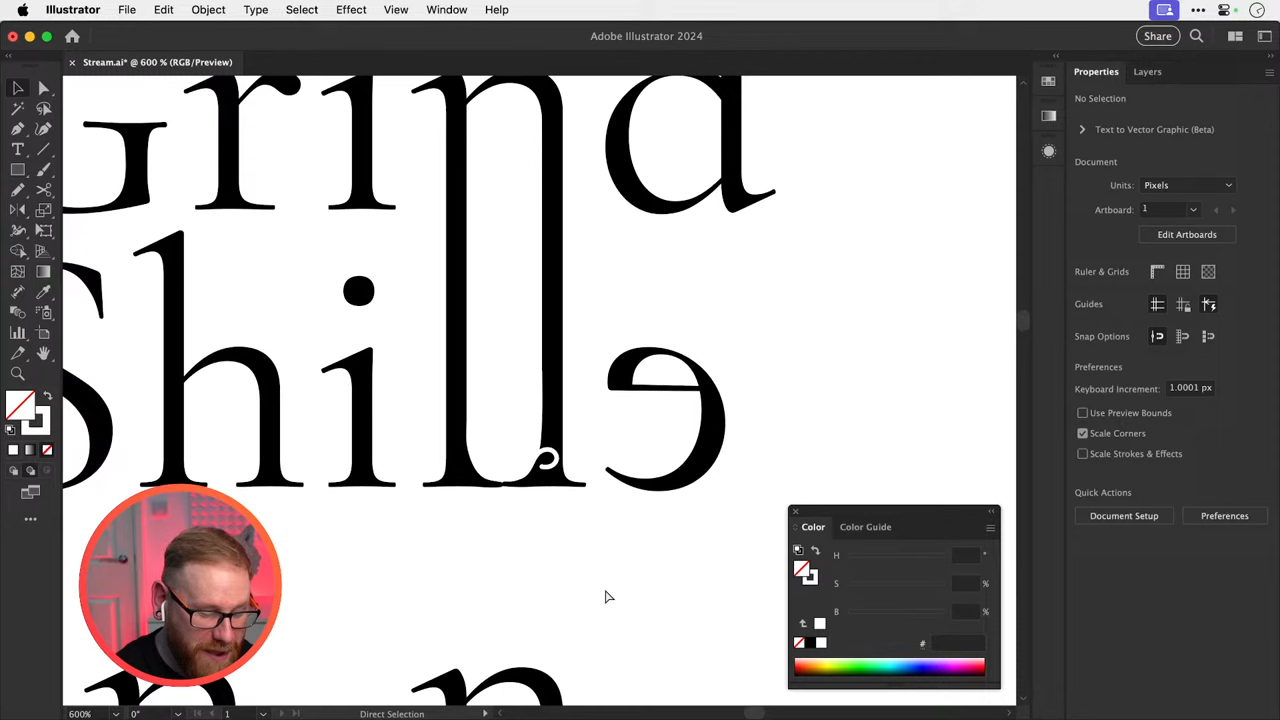 Illustrator File Edit Object Type Select Effect View Window Help
Adobe Illustrator 2024
Share
× Stream.ai* @ 600 % (RGB/Preview)
Grind
Shille
Properties Layers
No Selection
Text to Vector Graphic (Beta)
Document
Units: Pixels
Artboard: 1
Edit Artboards
Ruler & Grids
Guides
Snap Options
Preferences
Keyboard Increment: 1.0001 px
Use Preview Bounds
Scale Corners
Scale Strokes & Effects
Quick Actions
Document Setup Preferences
Color Color Guide
H °
S %
B %
#
600% 0° 1 Direct Selection